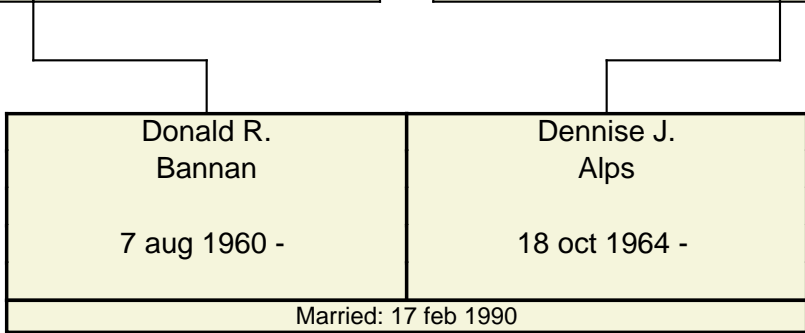 Donald R.
Bannan
7 aug 1960 -
Dennise J.
Alps
18 oct 1964 -
Married: 17 feb 1990